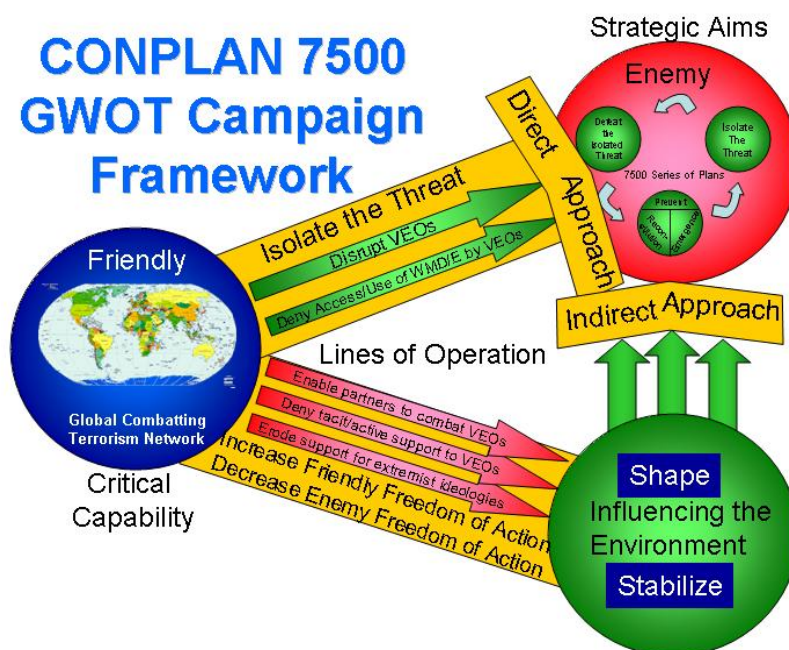 CONPLAN 7500
GWOT Campaign
Framework
Strategic Aims
Enemy
Defeat
the
Isolated
Threat
Isolate
The
Threat
7500 Series of Plans
Prevent
Recon-
stitution
Emergence
Direct Approach
Indirect Approach
Isolate the Threat
Disrupt VEOs
Deny Access/Use of WMD/E by VEOs
Friendly
Global Combatting
Terrorism Network
Critical
Capability
Lines of Operation
Enable partners to combat VEOs
Deny tacit/active support to VEOs
Erode support for extremist ideologies
Increase Friendly Freedom of Action
Decrease Enemy Freedom of Action
Shape
Influencing the
Environment
Stabilize